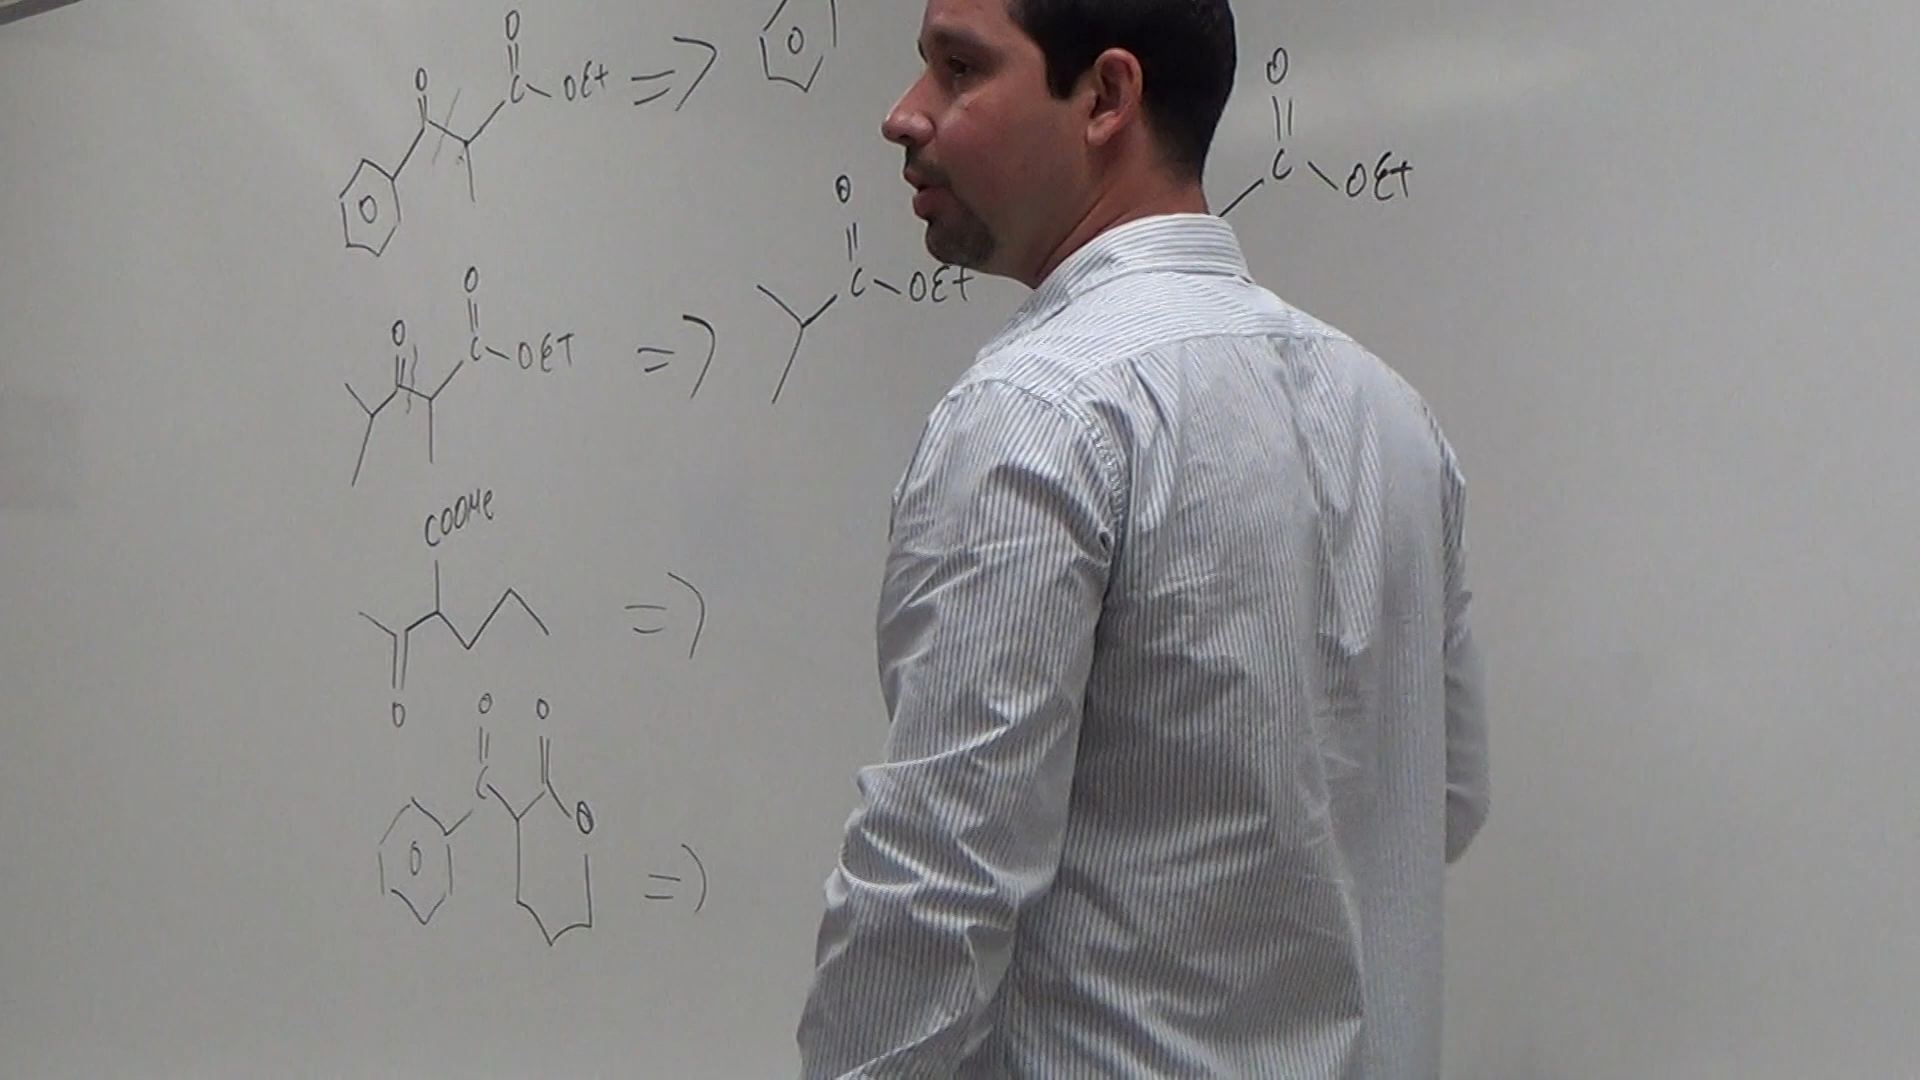 O
O C OEt => O
O
O
O C OEt
O C OEt
O
O C OET =>
COOMe
=>
O
O O
C O
O =>